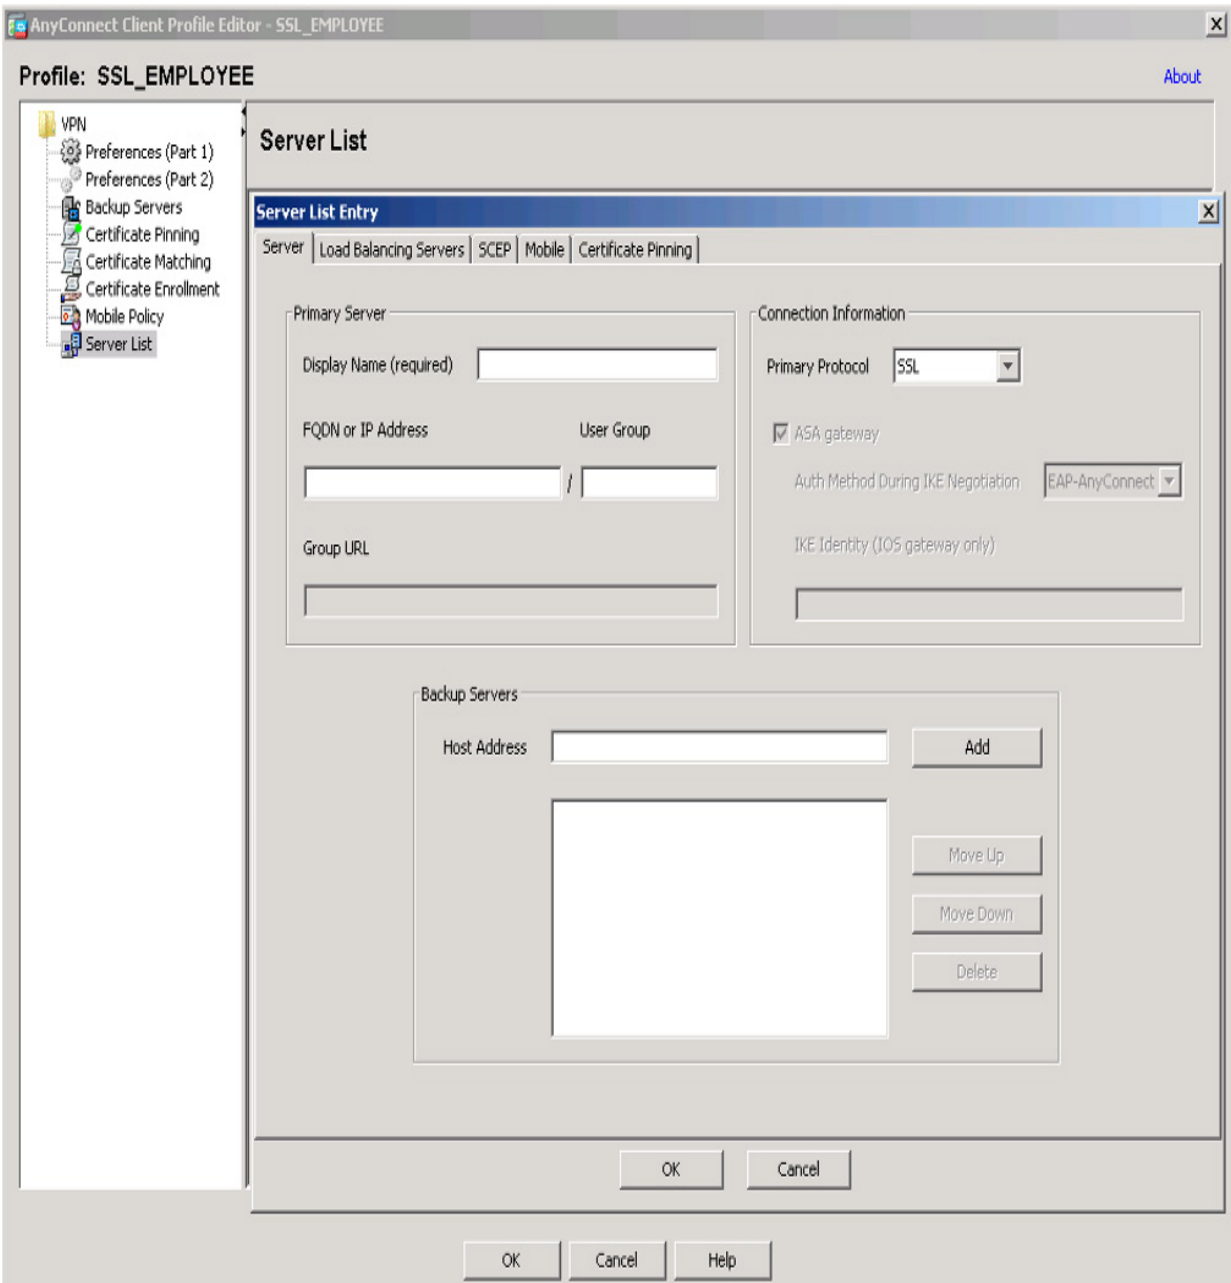 AnyConnect Client Profile Editor - SSL_EMPLOYEE
Profile: SSL_EMPLOYEE
About
VPN
Preferences (Part 1)
Preferences (Part 2)
Backup Servers
Certificate Pinning
Certificate Matching
Certificate Enrollment
Mobile Policy
Server List
Server List
Server List Entry
Server
Load Balancing Servers
SCEP
Mobile
Certificate Pinning
Primary Server
Display Name (required)
FQDN or IP Address
User Group
/
Group URL
Connection Information
Primary Protocol
SSL
ASA gateway
Auth Method During IKE Negotiation
EAP-AnyConnect
IKE Identity (IOS gateway only)
Backup Servers
Host Address
Add
Move Up
Move Down
Delete
OK
Cancel
OK
Cancel
Help